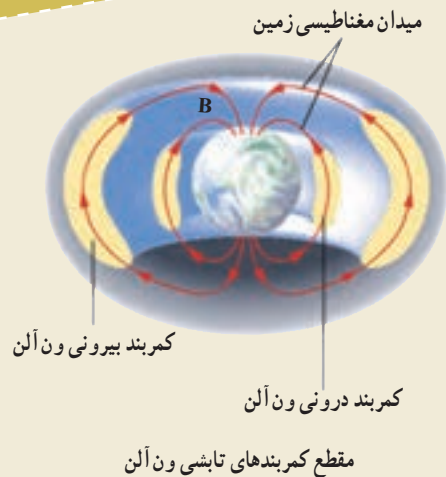 میدان مغناطیسی زمین
B
کمربند بیرونی ون آلن
کمربند درونی ون آلن
مقطع کمربندهای تابشی ون آلن